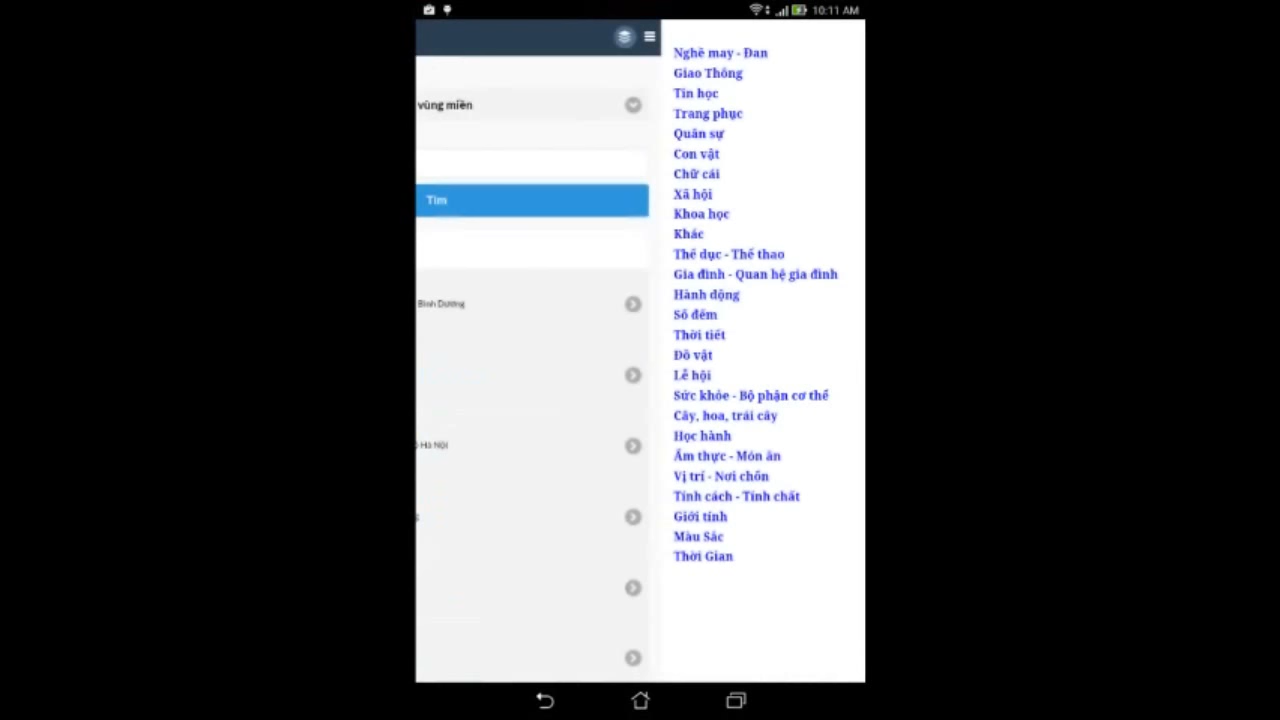 10:11 AM
vùng miền
Tìm
Bình Dương
Hà Nội
Nghề may - Đan
Giao Thông
Tin học
Trang phục
Quân sự
Con vật
Chữ cái
Xã hội
Khoa học
Khác
Thể dục - Thể thao
Gia đình - Quan hệ gia đình
Hành động
Số đếm
Thời tiết
Đồ vật
Lễ hội
Sức khỏe - Bộ phận cơ thể
Cây, hoa, trái cây
Học hành
Ẩm thực - Món ăn
Vị trí - Nơi chốn
Tính cách - Tính chất
Giới tính
Màu Sắc
Thời Gian